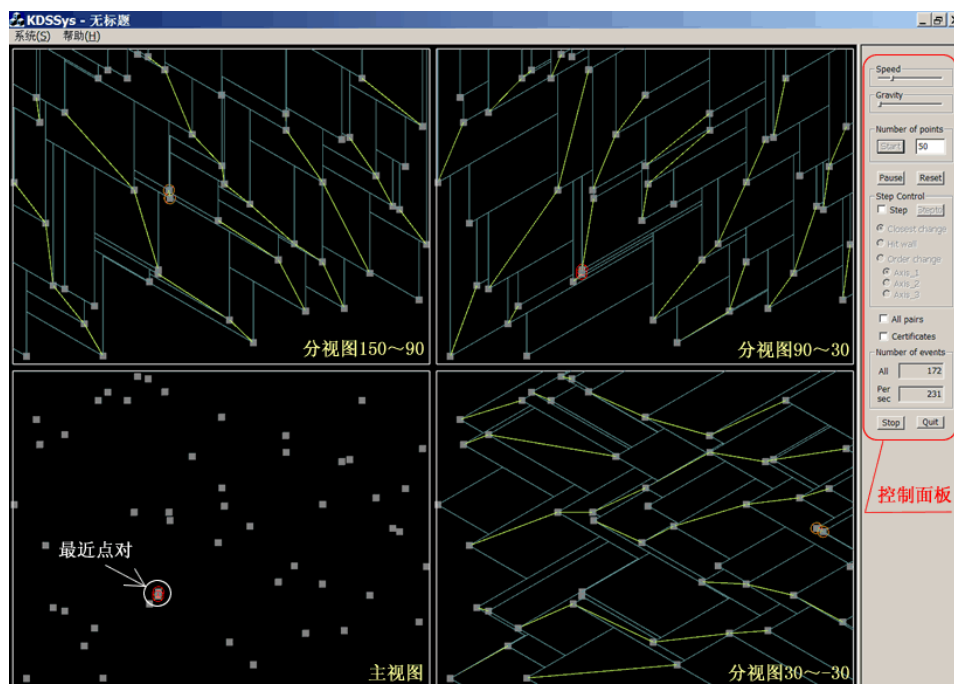 KDSSys - 无标题
系统(S) 帮助(H)
分视图150～90
分视图90～30
最近点对
主视图
分视图30～-30
Speed
Gravity
Number of points
Start 50
Pause Reset
Step Control
Step Stepto
Closest change
Hit wall
Order change
Axis_1
Axis_2
Axis_3
All pairs
Certificates
Number of events
All 172
Per
sec 231
Stop Quit
控制面板